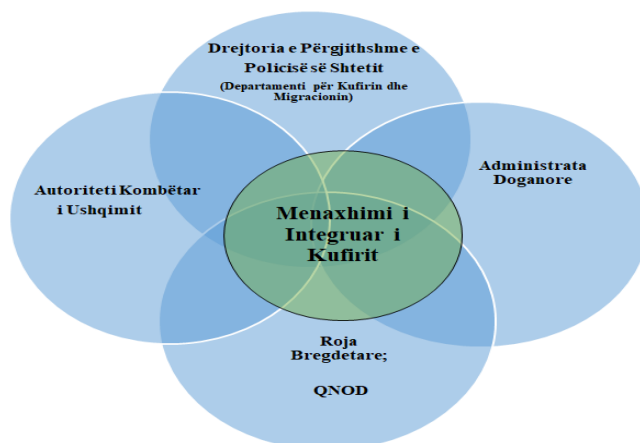 Drejtoria e Përgjithshme e
Policisë së Shtetit
(Departamenti për Kufirin dhe
Migracionin)
Autoriteti Kombëtar
i Ushqimit
Administrata
Doganore
Menaxhimi i
Integruar i
Kufirit
Roja
Bregdetare;
QNOD